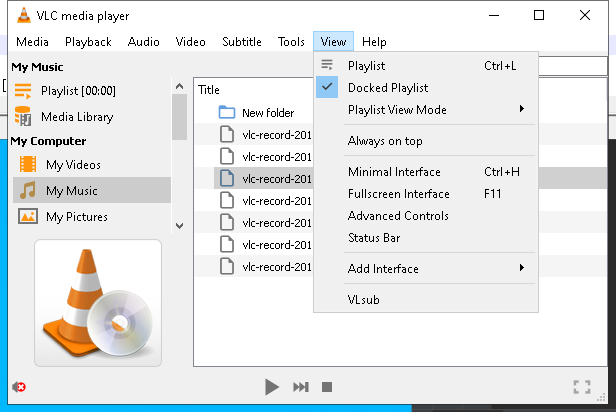 VLC media player
Media Playback Audio Video Subtitle Tools View Help
My Music
Playlist [00:00]
Media Library
My Computer
My Videos
My Music
My Pictures
Title
New folder
vlc-record-201
vlc-record-201
vlc-record-201
vlc-record-201
vlc-record-201
vlc-record-201
vlc-record-201
Playlist Ctrl+L
Docked Playlist
Playlist View Mode
Always on top
Minimal Interface Ctrl+H
Fullscreen Interface F11
Advanced Controls
Status Bar
Add Interface
VLsub